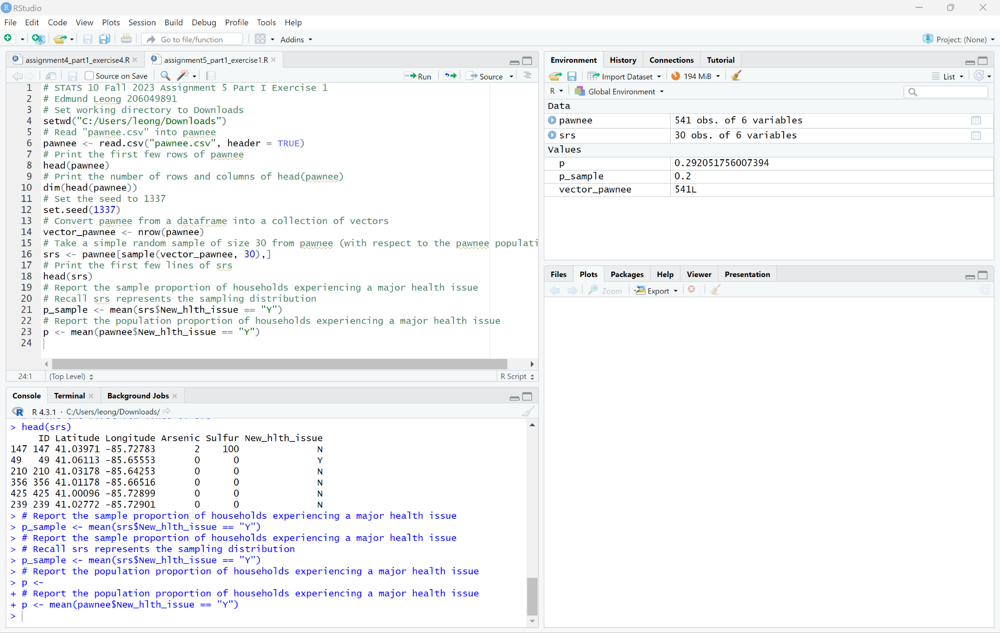 RStudio
File Edit Code View Plots Session Build Debug Profile Tools Help
Go to file/function Addins Project: (None)
assignment4_part1_exercise4.R assignment5_part1_exercise1.R
Source on Save Run Source
1 # STATS 10 Fall 2023 Assignment 5 Part I Exercise 1
2 # Edmund Leong 206049891
3 # Set working directory to Downloads
4 setwd("C:/Users/leong/Downloads")
5 # Read "pawnee.csv" into pawnee
6 pawnee <- read.csv("pawnee.csv", header = TRUE)
7 # Print the first few rows of pawnee
8 head(pawnee)
9 # Print the number of rows and columns of head(pawnee)
10 dim(head(pawnee))
11 # Set the seed to 1337
12 set.seed(1337)
13 # Convert pawnee from a dataframe into a collection of vectors
14 vector_pawnee <- nrow(pawnee)
15 # Take a simple random sample of size 30 from pawnee (with respect to the pawnee populati
16 srs <- pawnee[sample(vector_pawnee, 30),]
17 # Print the first few lines of srs
18 head(srs)
19 # Report the sample proportion of households experiencing a major health issue
20 # Recall srs represents the sampling distribution
21 p_sample <- mean(srs$New_hlth_issue == "Y")
22 # Report the population proportion of households experiencing a major health issue
23 p <- mean(pawnee$New_hlth_issue == "Y")
24
24:1 (Top Level) R Script
Console Terminal Background Jobs
R 4.3.1 · C:/Users/leong/Downloads/
> head(srs)
ID Latitude Longitude Arsenic Sulfur New_hlth_issue
147 147 41.03971 -85.72783 2 100 N
49 49 41.06113 -85.65553 0 0 Y
210 210 41.03178 -85.64253 0 0 N
356 356 41.01178 -85.66516 0 0 N
425 425 41.00096 -85.72899 0 0 N
239 239 41.02772 -85.72901 0 0 N
> # Report the sample proportion of households experiencing a major health issue
> p_sample <- mean(srs$New_hlth_issue == "Y")
> # Report the sample proportion of households experiencing a major health issue
> # Recall srs represents the sampling distribution
> p_sample <- mean(srs$New_hlth_issue == "Y")
> # Report the population proportion of households experiencing a major health issue
> p <-
+ # Report the population proportion of households experiencing a major health issue
+ p <- mean(pawnee$New_hlth_issue == "Y")
>
Environment History Connections Tutorial
Import Dataset 194 MiB List
R Global Environment
Data
pawnee 541 obs. of 6 variables
srs 30 obs. of 6 variables
Values
p 0.292051756007394
p_sample 0.2
vector_pawnee 541L
Files Plots Packages Help Viewer Presentation
Zoom Export